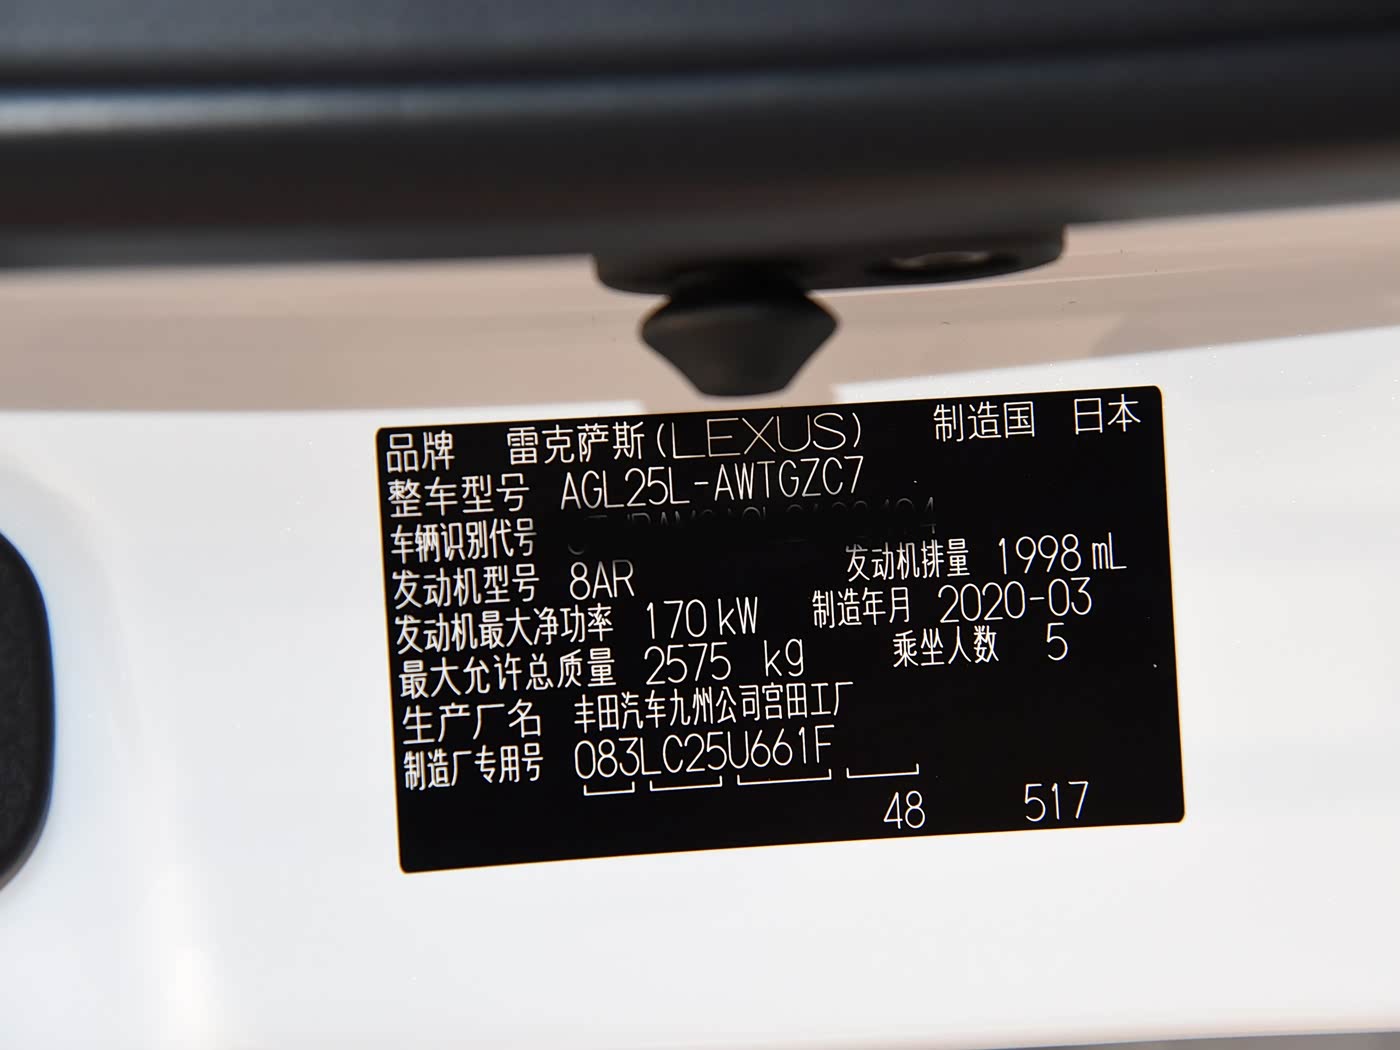 品牌 雷克萨斯(LEXUS) 制造国 日本
整车型号 AGL25L-AWTGZC7
车辆识别代号
发动机型号 8AR 发动机排量 1998mL
发动机最大净功率 170kW 制造年月 2020-03
最大允许总质量 2575 kg 乘坐人数 5
生产厂名 丰田汽车九州公司宫田工厂
制造厂专用号 083LC25U661F
48 517